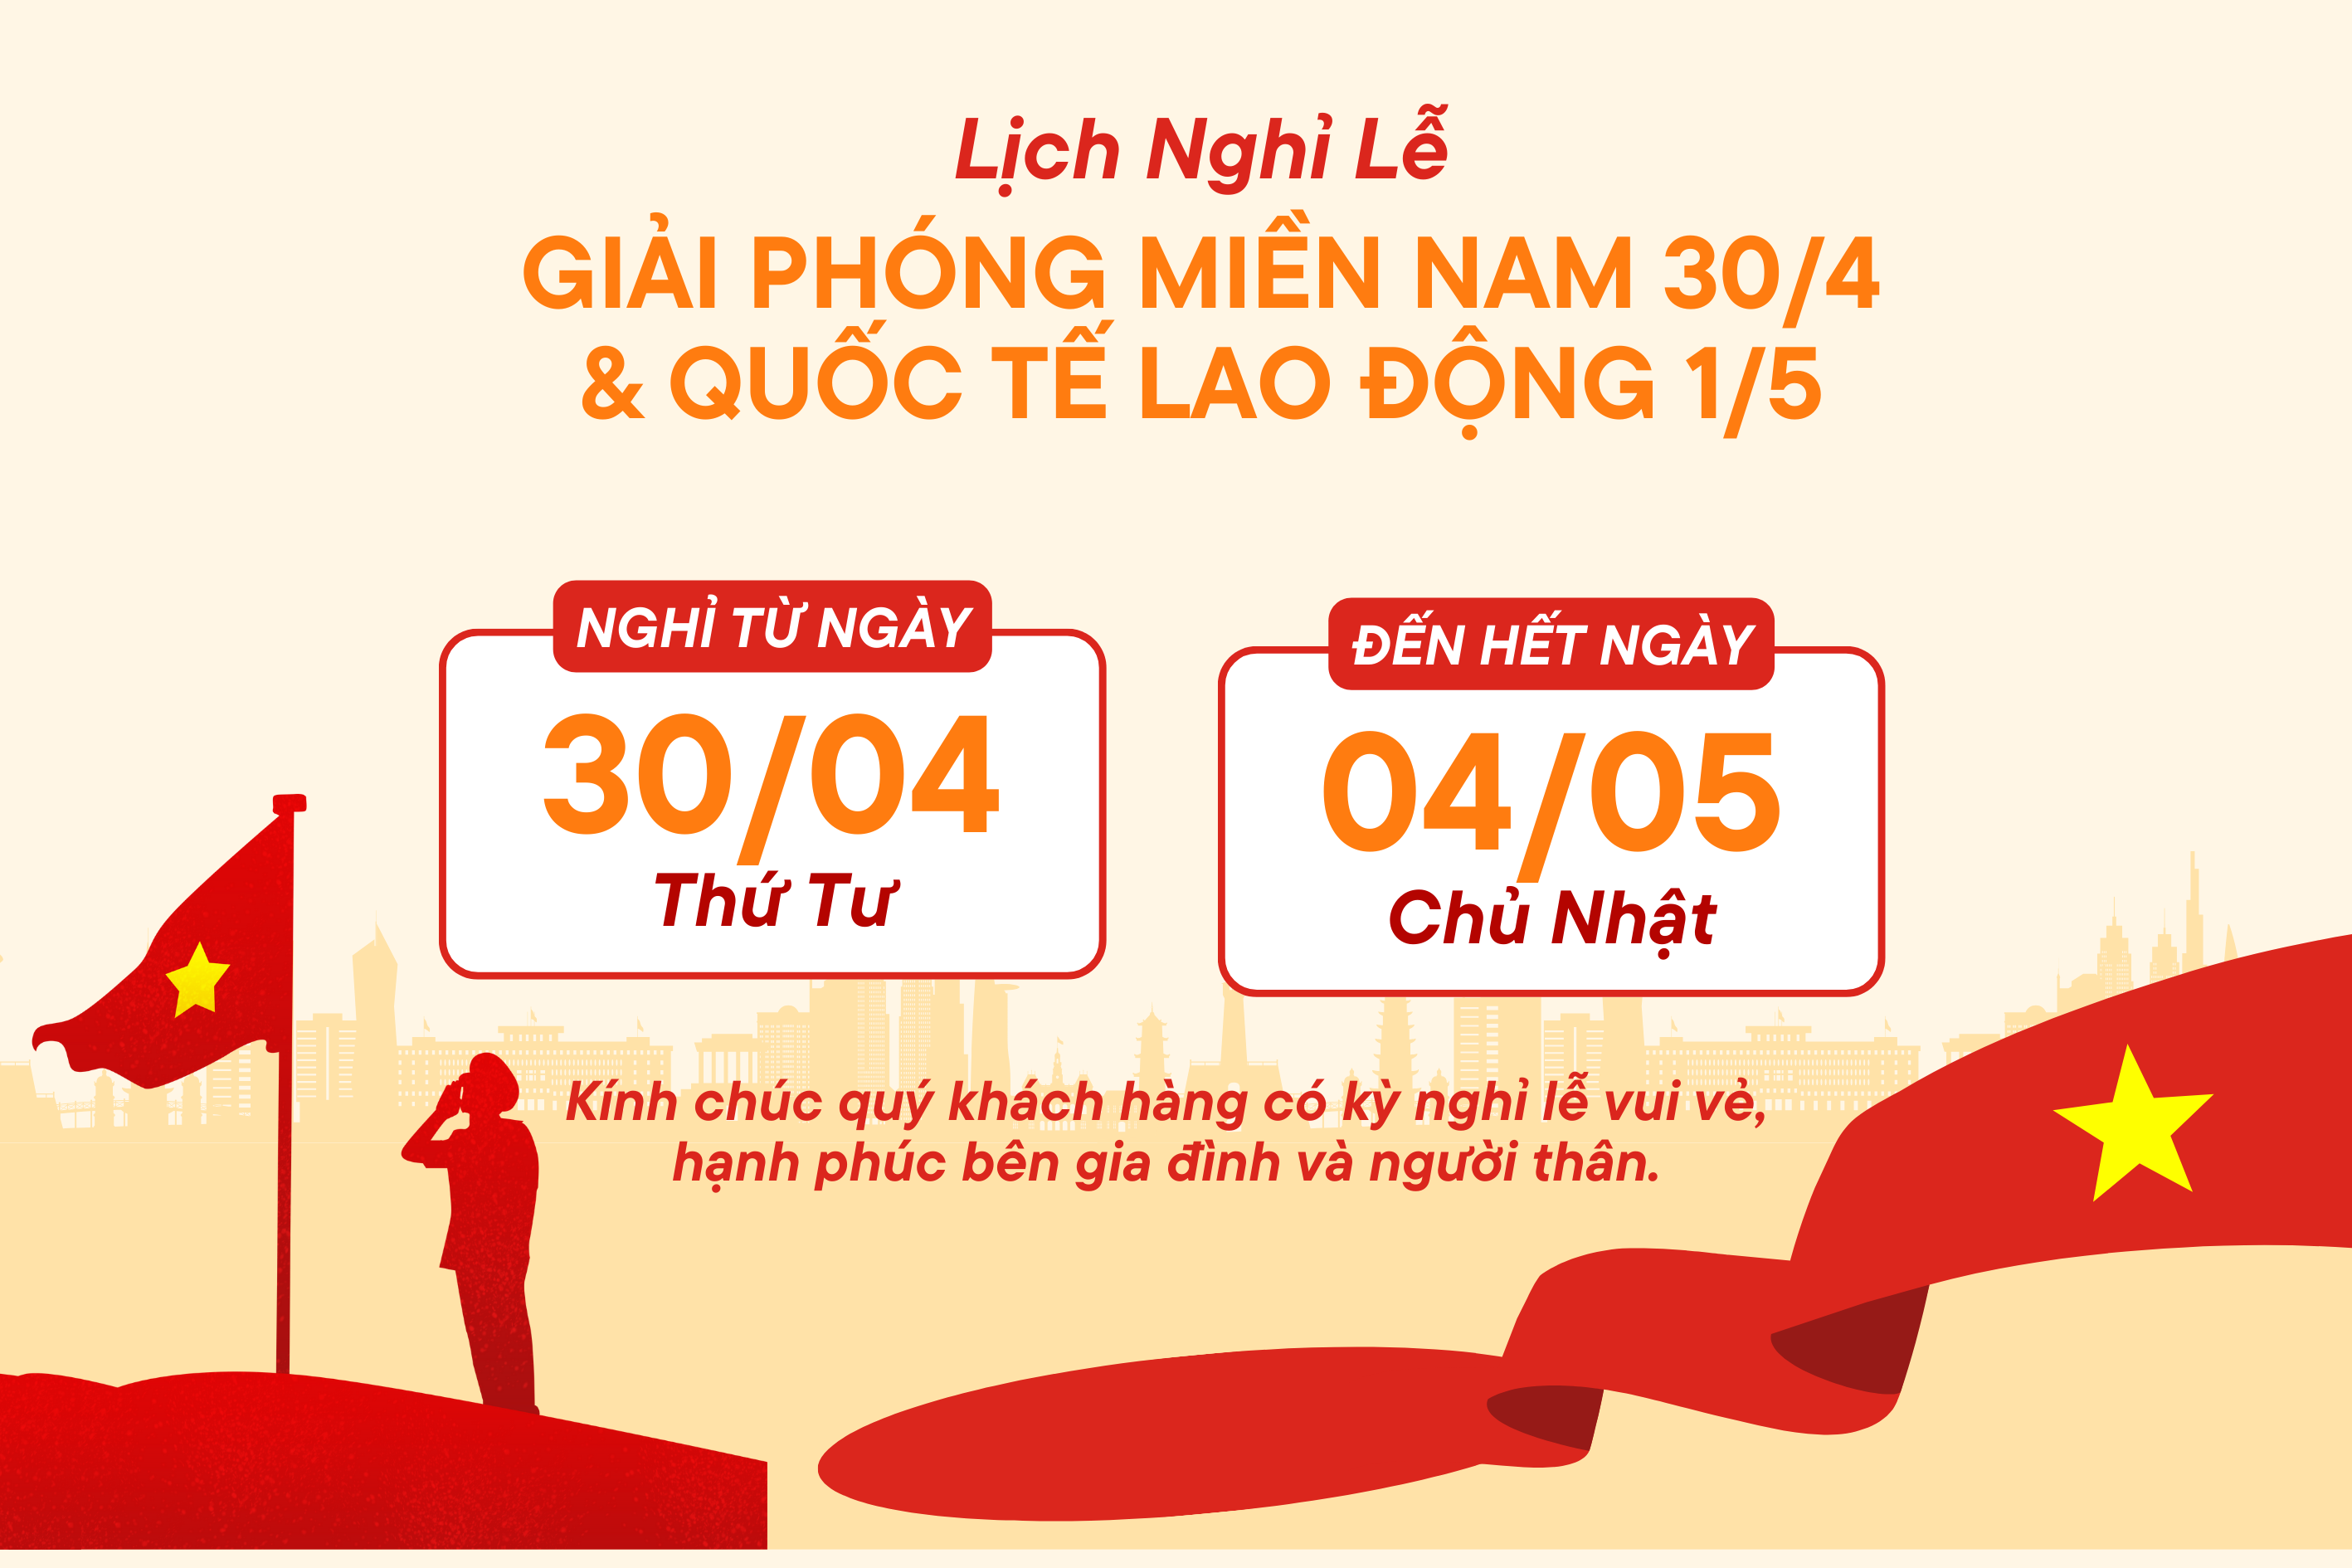 Lịch Nghỉ Lễ
GIẢI PHÓNG MIỀN NAM 30/4
& QUỐC TẾ LAO ĐỘNG 1/5
NGHỈ TỪ NGÀY
30/04
Thứ Tư
ĐẾN HẾT NGÀY
04/05
Chủ Nhật
Kính chúc quý khách hàng có kỳ nghỉ lễ vui vẻ,
hạnh phúc bên gia đình và người thân.